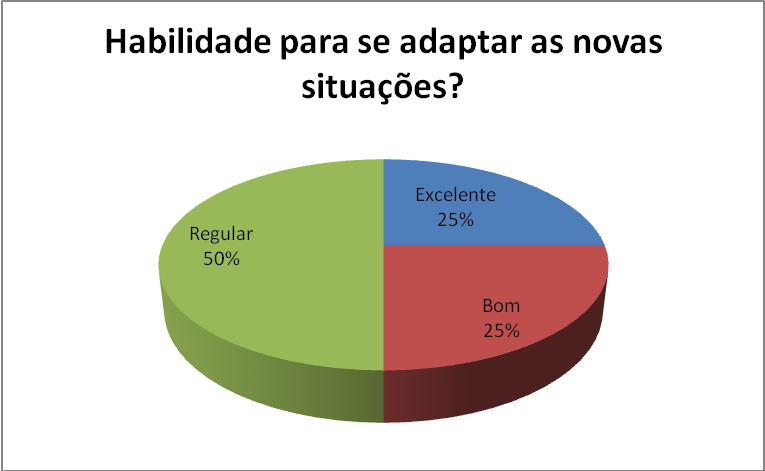 Habilidade para se adaptar as novas
situações?
Excelente
25%
Regular
50%
Bom
25%